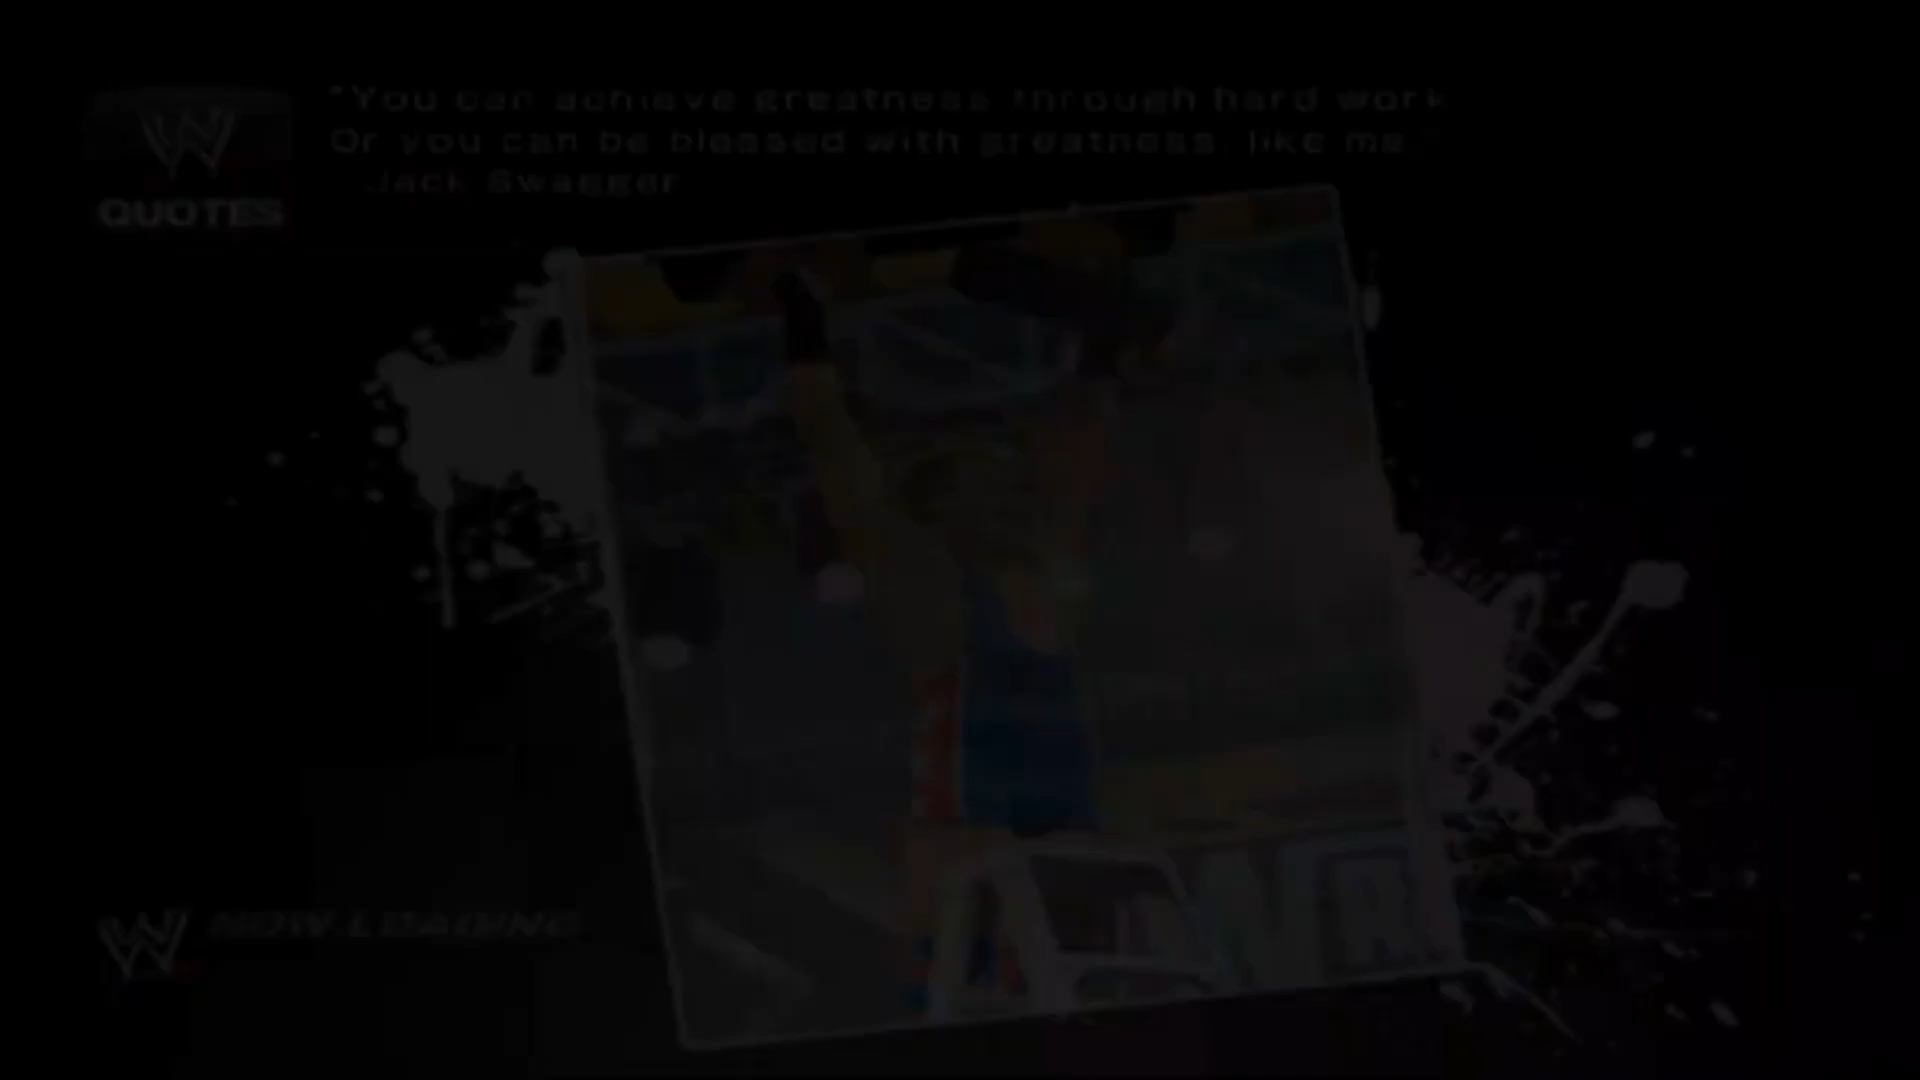 "You can achieve greatness through hard work.
Or you can be blessed with greatness, like me."
Jack Swagger
QUOTES
NOW LOADING